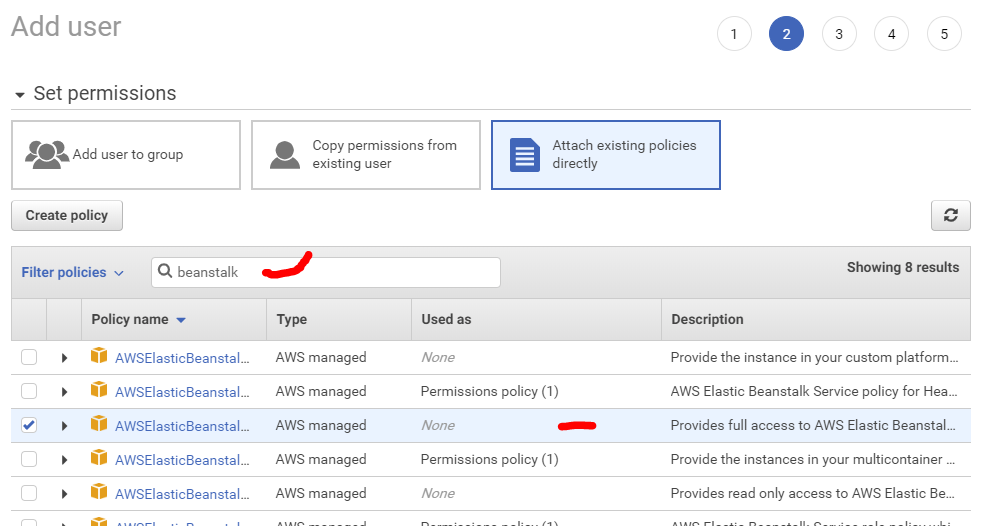 Add user
1 2 3 4 5
Set permissions
Add user to group
Copy permissions from
existing user
Attach existing policies
directly
Create policy
Filter policies
beanstalk
Showing 8 results
Policy name Type Used as Description
AWSElasticBeanstal... AWS managed None Provide the instance in your custom platform...
AWSElasticBeanstal... AWS managed Permissions policy (1) AWS Elastic Beanstalk Service policy for Hea...
AWSElasticBeanstal... AWS managed None Provides full access to AWS Elastic Beanstal...
AWSElasticBeanstal... AWS managed Permissions policy (1) Provide the instances in your multicontainer ...
AWSElasticBeanstal... AWS managed None Provides read only access to AWS Elastic Be...